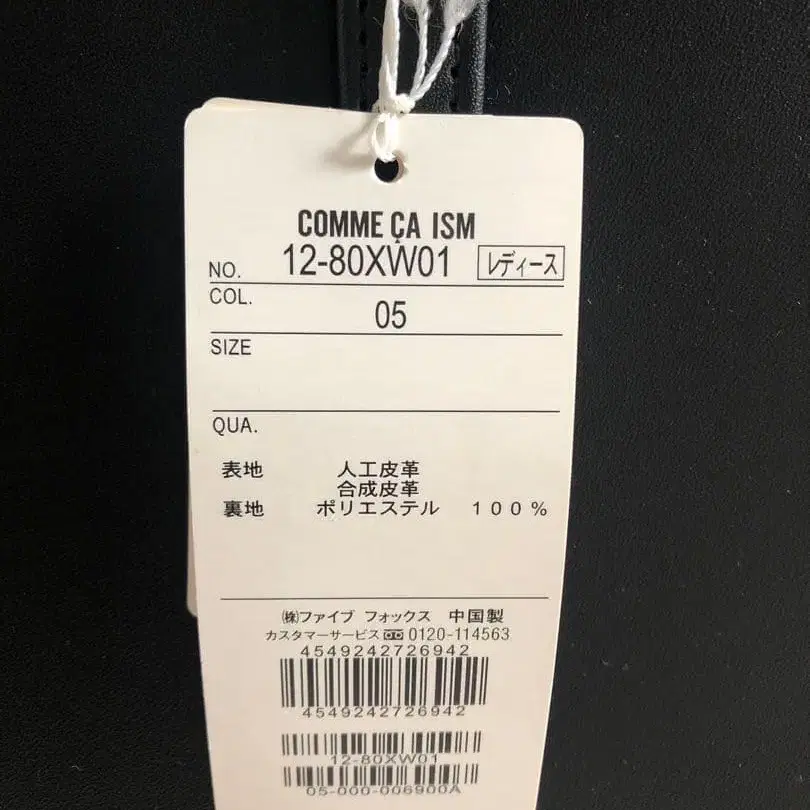 COMME ÇA ISM
NO. 12-80XW01 レディース
COL. 05
SIZE
QUA.
表地 人工皮革
合成皮革
裏地 ポリエステル 100%
㈱ファイブ フォックス 中国製
カスタマーサービス 0120-114563
4549242726942
4549242726942
12-80XW01
05-000-006900A